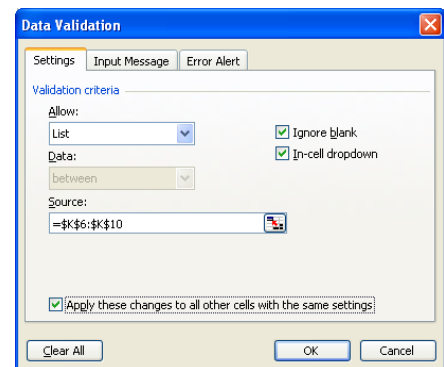 Data Validation
Settings Input Message Error Alert
Validation criteria
Allow:
List
Ignore blank
Data:
In-cell dropdown
between
Source:
=$K$6:$K$10
Apply these changes to all other cells with the same settings
Clear All OK Cancel